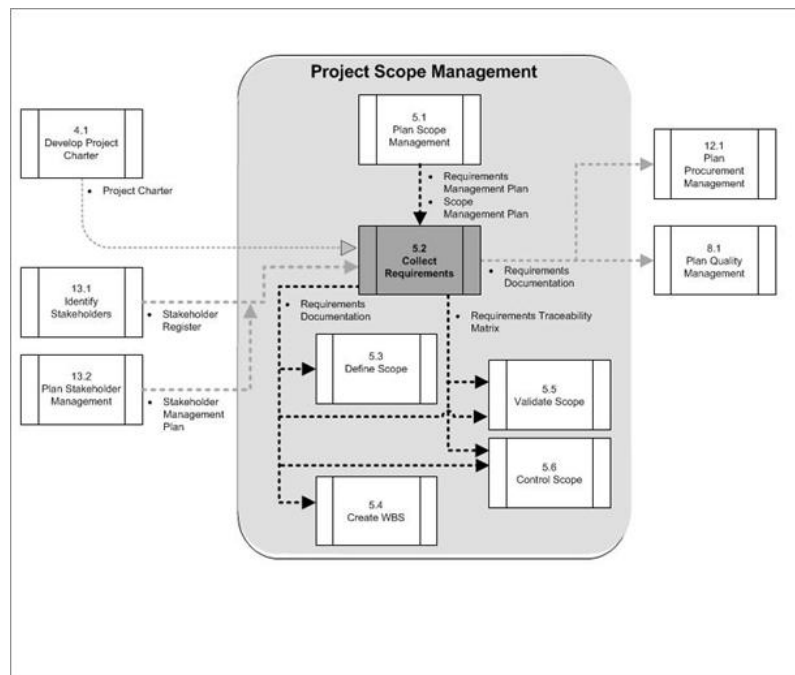 Project Scope Management
4.1
Develop Project
Charter
• Project Charter
5.1
Plan Scope
Management
• Requirements
Management Plan
• Scope
Management Plan
12.1
Plan
Procurement
Management
5.2
Collect
Requirements
• Requirements
Documentation
8.1
Plan Quality
Management
13.1
Identify
Stakeholders
• Stakeholder
Register
• Requirements
Documentation
• Requirements Traceability
Matrix
13.2
Plan Stakeholder
Management
• Stakeholder
Management
Plan
5.3
Define Scope
5.5
Validate Scope
5.6
Control Scope
5.4
Create WBS